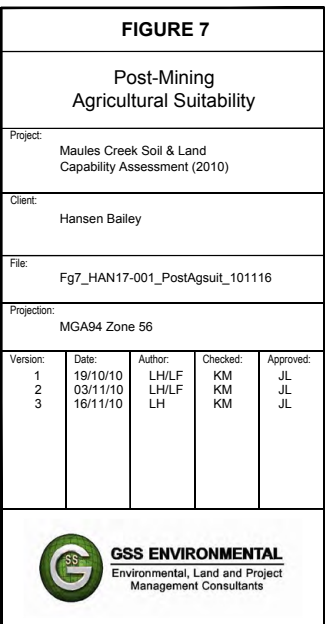 FIGURE 7
Post-Mining
Agricultural Suitability
Project:
Maules Creek Soil & Land
Capability Assessment (2010)
Client:
Hansen Bailey
File:
Fg7_HAN17-001_PostAgsuit_101116
Projection:
MGA94 Zone 56
Version: Date: Author: Checked: Approved:
1 19/10/10 LH/LF KM JL
2 03/11/10 LH/LF KM JL
3 16/11/10 LH KM JL
GSS
GSS ENVIRONMENTAL
Environmental, Land and Project
Management Consultants